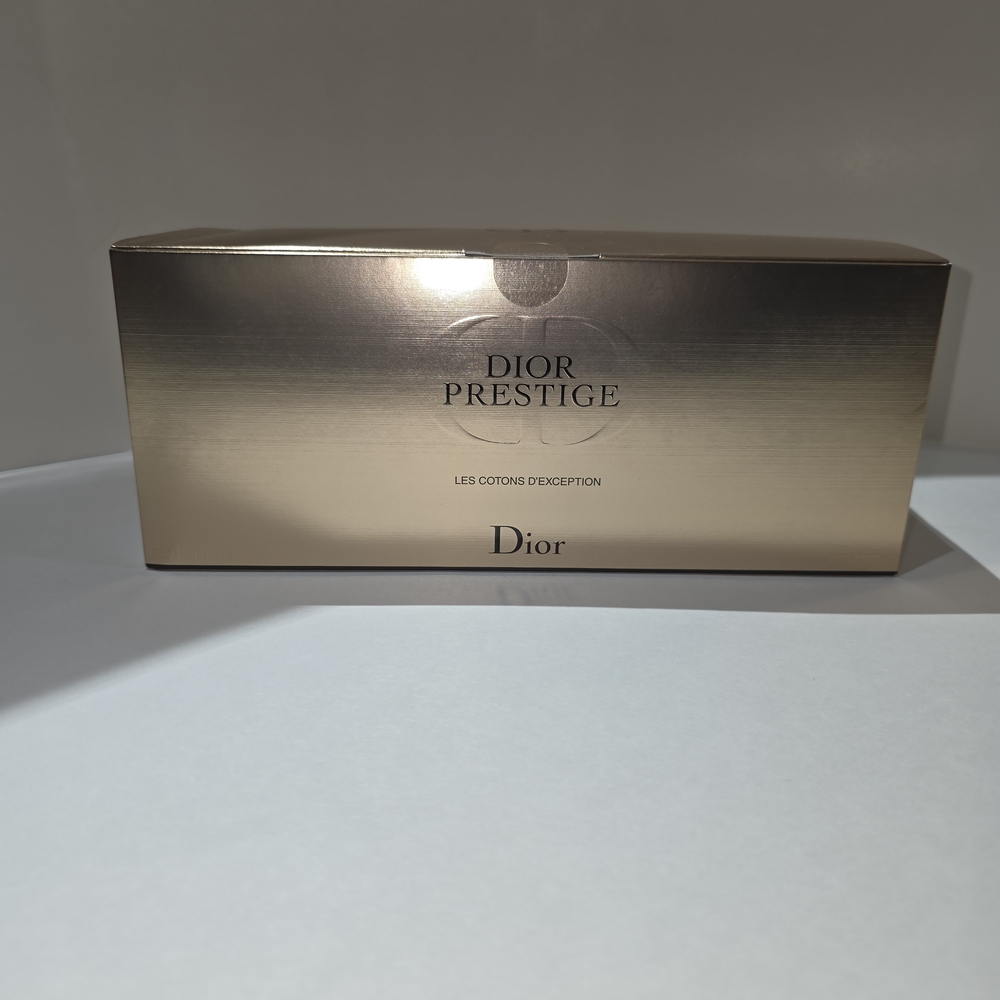 DIOR
PRESTIGE
LES COTONS D'EXCEPTION
Dior